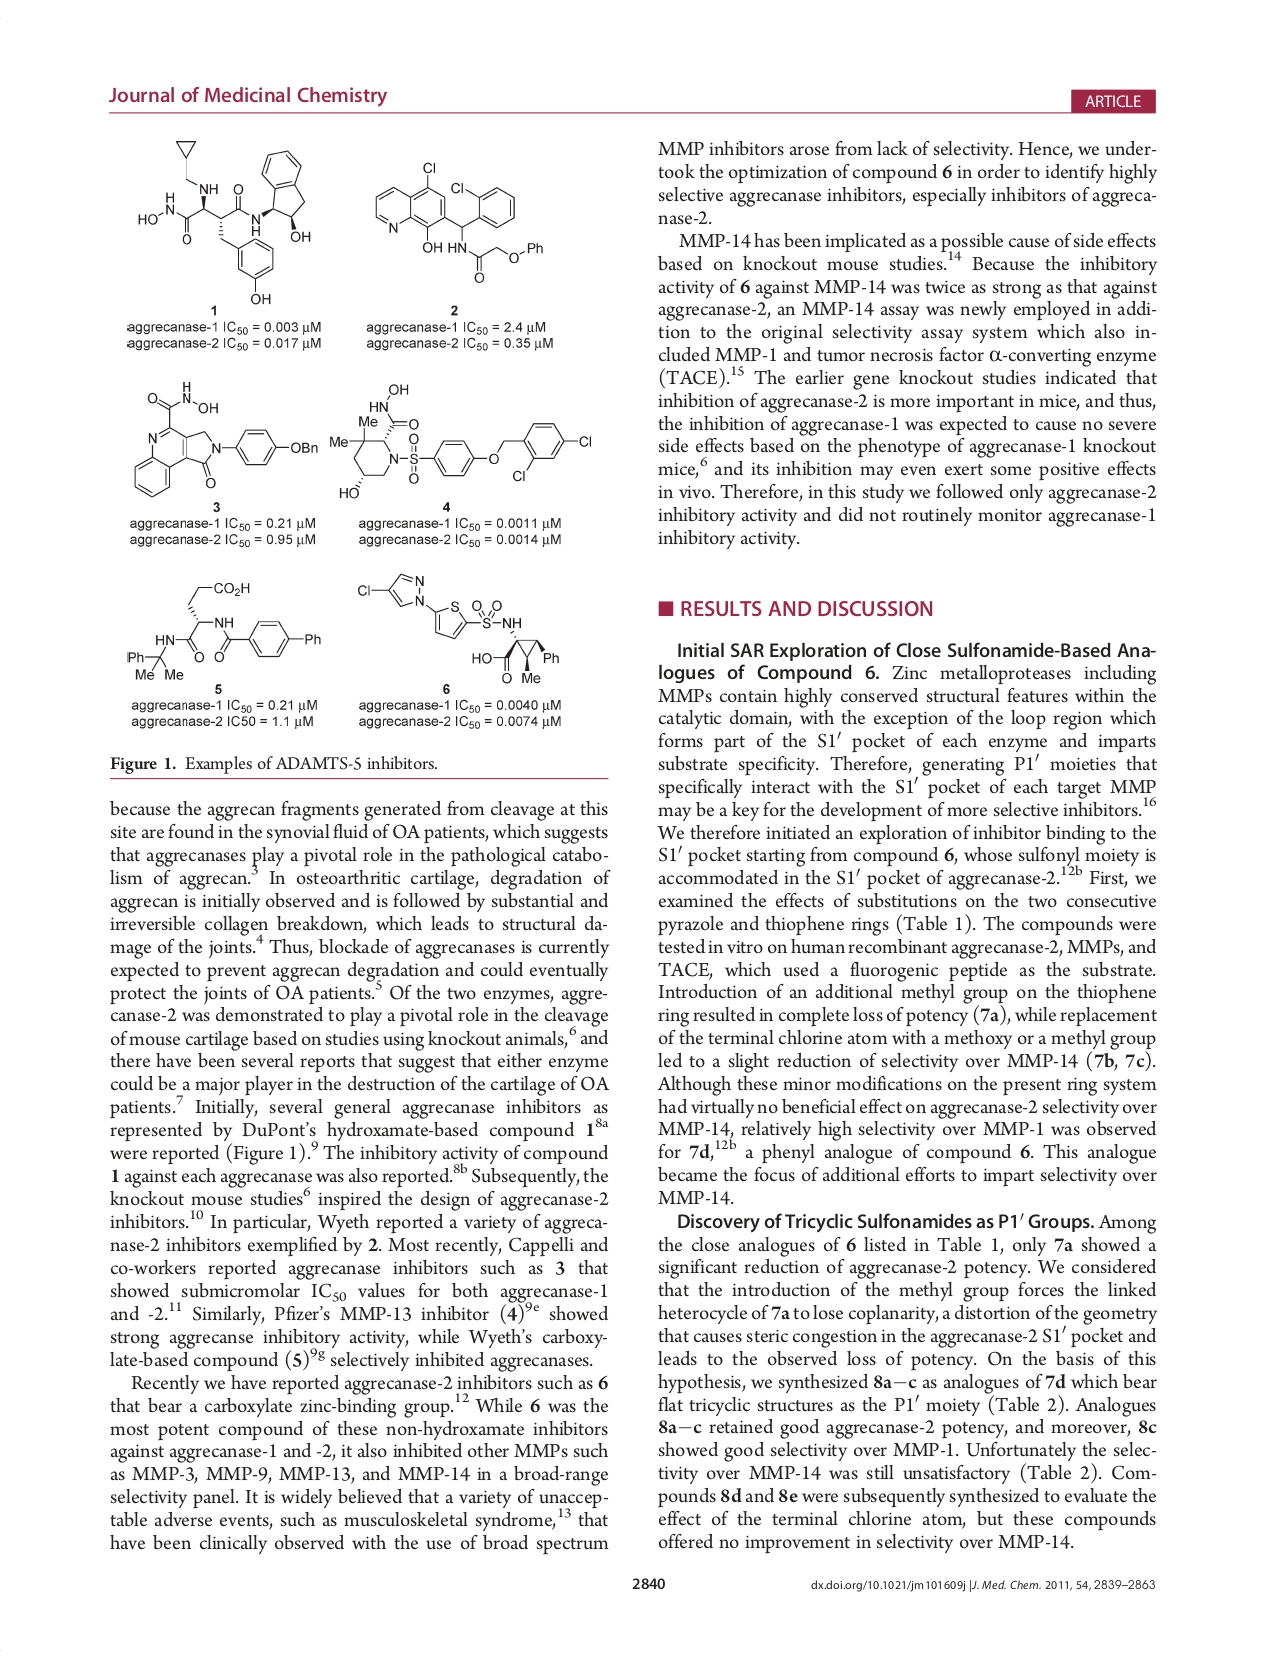 Journal of Medicinal Chemistry
ARTICLE
H
HO
N
NH
O
O
N
H
OH
OH
1
aggrecanase-1 IC50 = 0.003 μM
aggrecanase-2 IC50 = 0.017 μM
Cl
Cl
N
OH HN
O
O
Ph
2
aggrecanase-1 IC50 = 2.4 μM
aggrecanase-2 IC50 = 0.35 μM
O
H
N
OH
N
N
O
OBn
3
aggrecanase-1 IC50 = 0.21 μM
aggrecanase-2 IC50 = 0.95 μM
OH
HN
Me
O
Me
O
N
S
O
O
HO
Cl
Cl
4
aggrecanase-1 IC50 = 0.0011 μM
aggrecanase-2 IC50 = 0.0014 μM
CO2H
NH
HN
Ph
O
O
Ph
Me Me
5
aggrecanase-1 IC50 = 0.21 μM
aggrecanase-2 IC50 = 1.1 μM
Cl
N
N
S
O O
S
NH
HO
O
Me
Ph
6
aggrecanase-1 IC50 = 0.0040 μM
aggrecanase-2 IC50 = 0.0074 μM
Figure 1. Examples of ADAMTS-5 inhibitors.
because the aggrecan fragments generated from cleavage at this
site are found in the synovial fluid of OA patients, which suggests
that aggrecanases play a pivotal role in the pathological catabo-
lism of aggrecan.3 In osteoarthritic cartilage, degradation of
aggrecan is initially observed and is followed by substantial and
irreversible collagen breakdown, which leads to structural da-
mage of the joints.4 Thus, blockade of aggrecanases is currently
expected to prevent aggrecan degradation and could eventually
protect the joints of OA patients.5 Of the two enzymes, aggre-
canase-2 was demonstrated to play a pivotal role in the cleavage
of mouse cartilage based on studies using knockout animals,6 and
there have been several reports that suggest that either enzyme
could be a major player in the destruction of the cartilage of OA
patients.7 Initially, several general aggrecanase inhibitors as
represented by DuPont's hydroxamate-based compound 18a
were reported (Figure 1).9 The inhibitory activity of compound
1 against each aggrecanase was also reported.8b Subsequently, the
knockout mouse studies6 inspired the design of aggrecanase-2
inhibitors.10 In particular, Wyeth reported a variety of aggreca-
nase-2 inhibitors exemplified by 2. Most recently, Cappelli and
co-workers reported aggrecanase inhibitors such as 3 that
showed submicromolar IC50 values for both aggrecanase-1
and -2.11 Similarly, Pfizer's MMP-13 inhibitor (4)9e showed
strong aggrecanse inhibitory activity, while Wyeth's carboxy-
late-based compound (5)9g selectively inhibited aggrecanases.
Recently we have reported aggrecanase-2 inhibitors such as 6
that bear a carboxylate zinc-binding group.12 While 6 was the
most potent compound of these non-hydroxamate inhibitors
against aggrecanase-1 and -2, it also inhibited other MMPs such
as MMP-3, MMP-9, MMP-13, and MMP-14 in a broad-range
selectivity panel. It is widely believed that a variety of unaccep-
table adverse events, such as musculoskeletal syndrome,13 that
have been clinically observed with the use of broad spectrum
MMP inhibitors arose from lack of selectivity. Hence, we under-
took the optimization of compound 6 in order to identify highly
selective aggrecanase inhibitors, especially inhibitors of aggreca-
nase-2.
MMP-14 has been implicated as a possible cause of side effects
based on knockout mouse studies.14 Because the inhibitory
activity of 6 against MMP-14 was twice as strong as that against
aggrecanase-2, an MMP-14 assay was newly employed in addi-
tion to the original selectivity assay system which also in-
cluded MMP-1 and tumor necrosis factor α-converting enzyme
(TACE).15 The earlier gene knockout studies indicated that
inhibition of aggrecanase-2 is more important in mice, and thus,
the inhibition of aggrecanase-1 was expected to cause no severe
side effects based on the phenotype of aggrecanase-1 knockout
mice,6 and its inhibition may even exert some positive effects
in vivo. Therefore, in this study we followed only aggrecanase-2
inhibitory activity and did not routinely monitor aggrecanase-1
inhibitory activity.
■ RESULTS AND DISCUSSION
Initial SAR Exploration of Close Sulfonamide-Based Ana-
logues of Compound 6. Zinc metalloproteases including
MMPs contain highly conserved structural features within the
catalytic domain, with the exception of the loop region which
forms part of the S1′ pocket of each enzyme and imparts
substrate specificity. Therefore, generating P1′ moieties that
specifically interact with the S1′ pocket of each target MMP
may be a key for the development of more selective inhibitors.16
We therefore initiated an exploration of inhibitor binding to the
S1′ pocket starting from compound 6, whose sulfonyl moiety is
accommodated in the S1′ pocket of aggrecanase-2.12b First, we
examined the effects of substitutions on the two consecutive
pyrazole and thiophene rings (Table 1). The compounds were
tested in vitro on human recombinant aggrecanase-2, MMPs, and
TACE, which used a fluorogenic peptide as the substrate.
Introduction of an additional methyl group on the thiophene
ring resulted in complete loss of potency (7a), while replacement
of the terminal chlorine atom with a methoxy or a methyl group
led to a slight reduction of selectivity over MMP-14 (7b, 7c).
Although these minor modifications on the present ring system
had virtually no beneficial effect on aggrecanase-2 selectivity over
MMP-14, relatively high selectivity over MMP-1 was observed
for 7d,12b a phenyl analogue of compound 6. This analogue
became the focus of additional efforts to impart selectivity over
MMP-14.
Discovery of Tricyclic Sulfonamides as P1′ Groups. Among
the close analogues of 6 listed in Table 1, only 7a showed a
significant reduction of aggrecanase-2 potency. We considered
that the introduction of the methyl group forces the linked
heterocycle of 7a to lose coplanarity, a distortion of the geometry
that causes steric congestion in the aggrecanase-2 S1′ pocket and
leads to the observed loss of potency. On the basis of this
hypothesis, we synthesized 8a−c as analogues of 7d which bear
flat tricyclic structures as the P1′ moiety (Table 2). Analogues
8a−c retained good aggrecanase-2 potency, and moreover, 8c
showed good selectivity over MMP-1. Unfortunately the selec-
tivity over MMP-14 was still unsatisfactory (Table 2). Com-
pounds 8d and 8e were subsequently synthesized to evaluate the
effect of the terminal chlorine atom, but these compounds
offered no improvement in selectivity over MMP-14.
2840
dx.doi.org/10.1021/jm101609j |J. Med. Chem. 2011, 54, 2839–2863